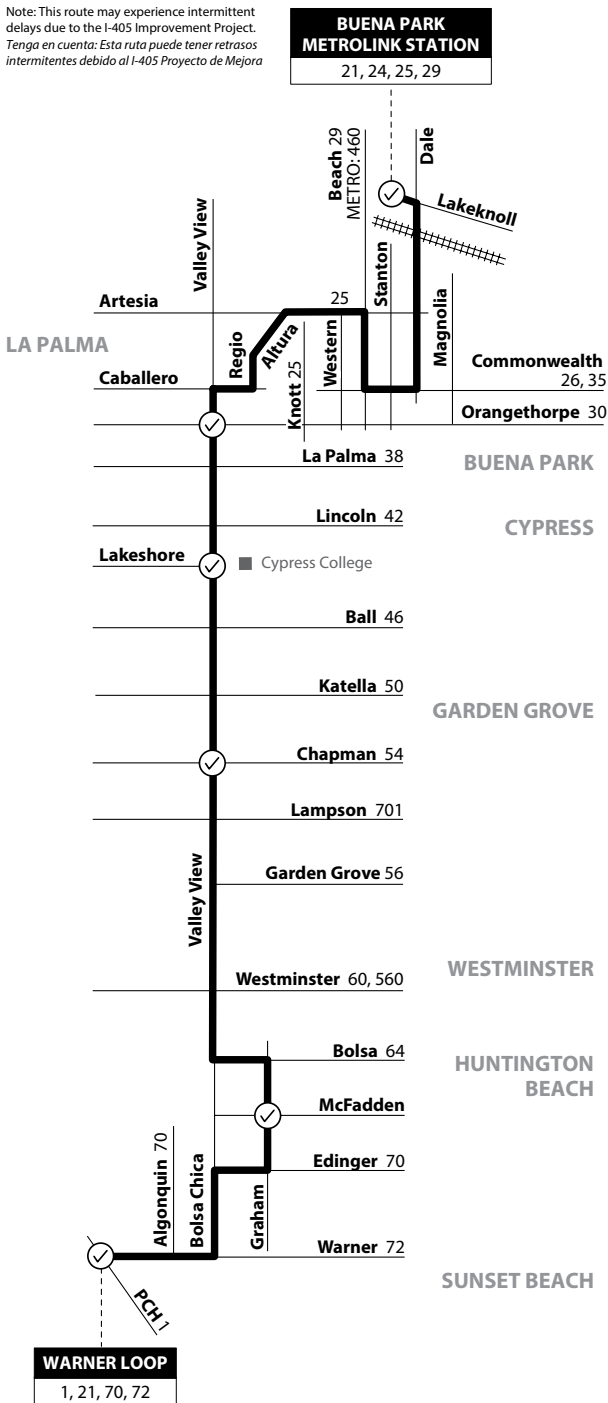 Note: This route may experience intermittent
delays due to the I-405 Improvement Project.
Tenga en cuenta: Esta ruta puede tener retrasos
intermitentes debido al I-405 Proyecto de Mejora
BUENA PARK
METROLINK STATION
21, 24, 25, 29
Beach 29
METRO: 460
Dale
Lakeknoll
Valley View
Stanton
Artesia
25
Magnolia
LA PALMA
Regio
Altura
Knott 25
Western
Commonwealth
26, 35
Caballero
Orangethorpe 30
La Palma 38
BUENA PARK
Lincoln 42
CYPRESS
Lakeshore
Cypress College
Ball 46
Katella 50
GARDEN GROVE
Chapman 54
Lampson 701
Valley View
Garden Grove 56
Westminster 60, 560
WESTMINSTER
Bolsa 64
HUNTINGTON
BEACH
McFadden
Algonquin 70
Bolsa Chica
Graham
Edinger 70
Warner 72
SUNSET BEACH
PCH 1
WARNER LOOP
1, 21, 70, 72